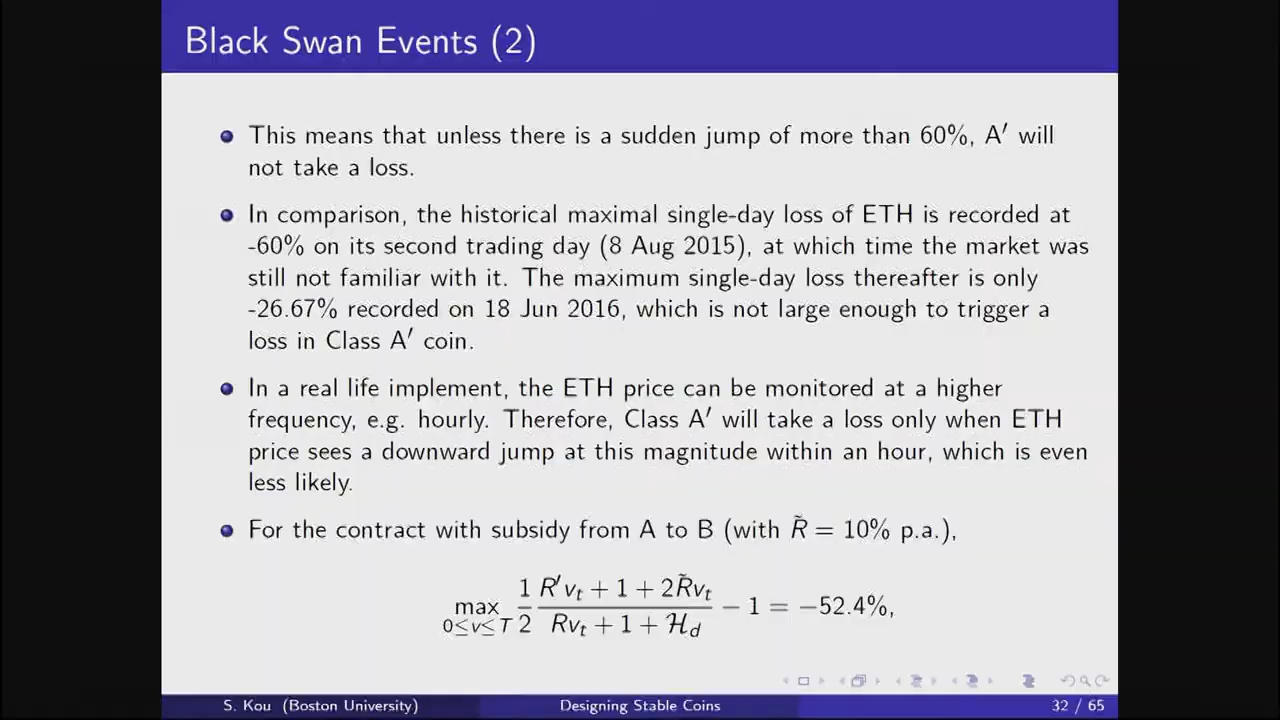 Black Swan Events (2)
This means that unless there is a sudden jump of more than 60%, A′ will
not take a loss.
In comparison, the historical maximal single-day loss of ETH is recorded at
-60% on its second trading day (8 Aug 2015), at which time the market was
still not familiar with it. The maximum single-day loss thereafter is only
-26.67% recorded on 18 Jun 2016, which is not large enough to trigger a
loss in Class A′ coin.
In a real life implement, the ETH price can be monitored at a higher
frequency, e.g. hourly. Therefore, Class A′ will take a loss only when ETH
price sees a downward jump at this magnitude within an hour, which is even
less likely.
For the contract with subsidy from A to B (with R̃ = 10% p.a.),
max_{0≤v≤T} \frac{1}{2} \frac{R′v_t + 1 + 2R̃v_t}{Rv_t + 1 + ℋ_d} − 1 = −52.4%,
S. Kou (Boston University) Designing Stable Coins 32 / 65